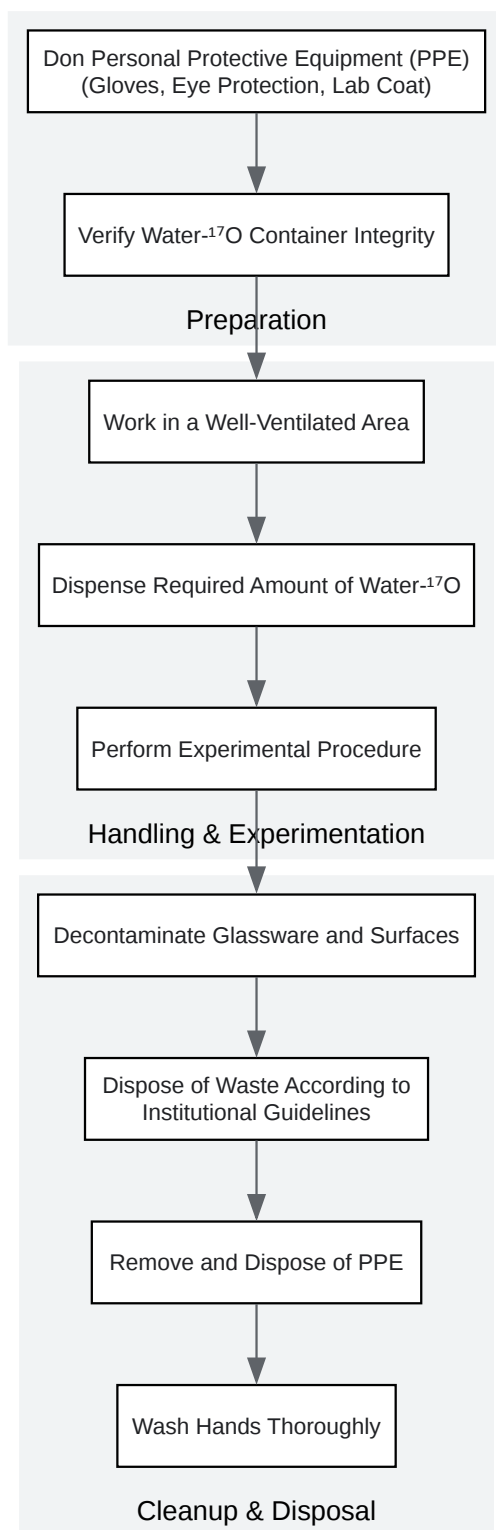 Don Personal Protective Equipment (PPE)
(Gloves, Eye Protection, Lab Coat)
Verify Water-¹⁷O Container Integrity
Preparation
Work in a Well-Ventilated Area
Dispense Required Amount of Water-¹⁷O
Perform Experimental Procedure
Handling & Experimentation
Decontaminate Glassware and Surfaces
Dispose of Waste According to
Institutional Guidelines
Remove and Dispose of PPE
Wash Hands Thoroughly
Cleanup & Disposal